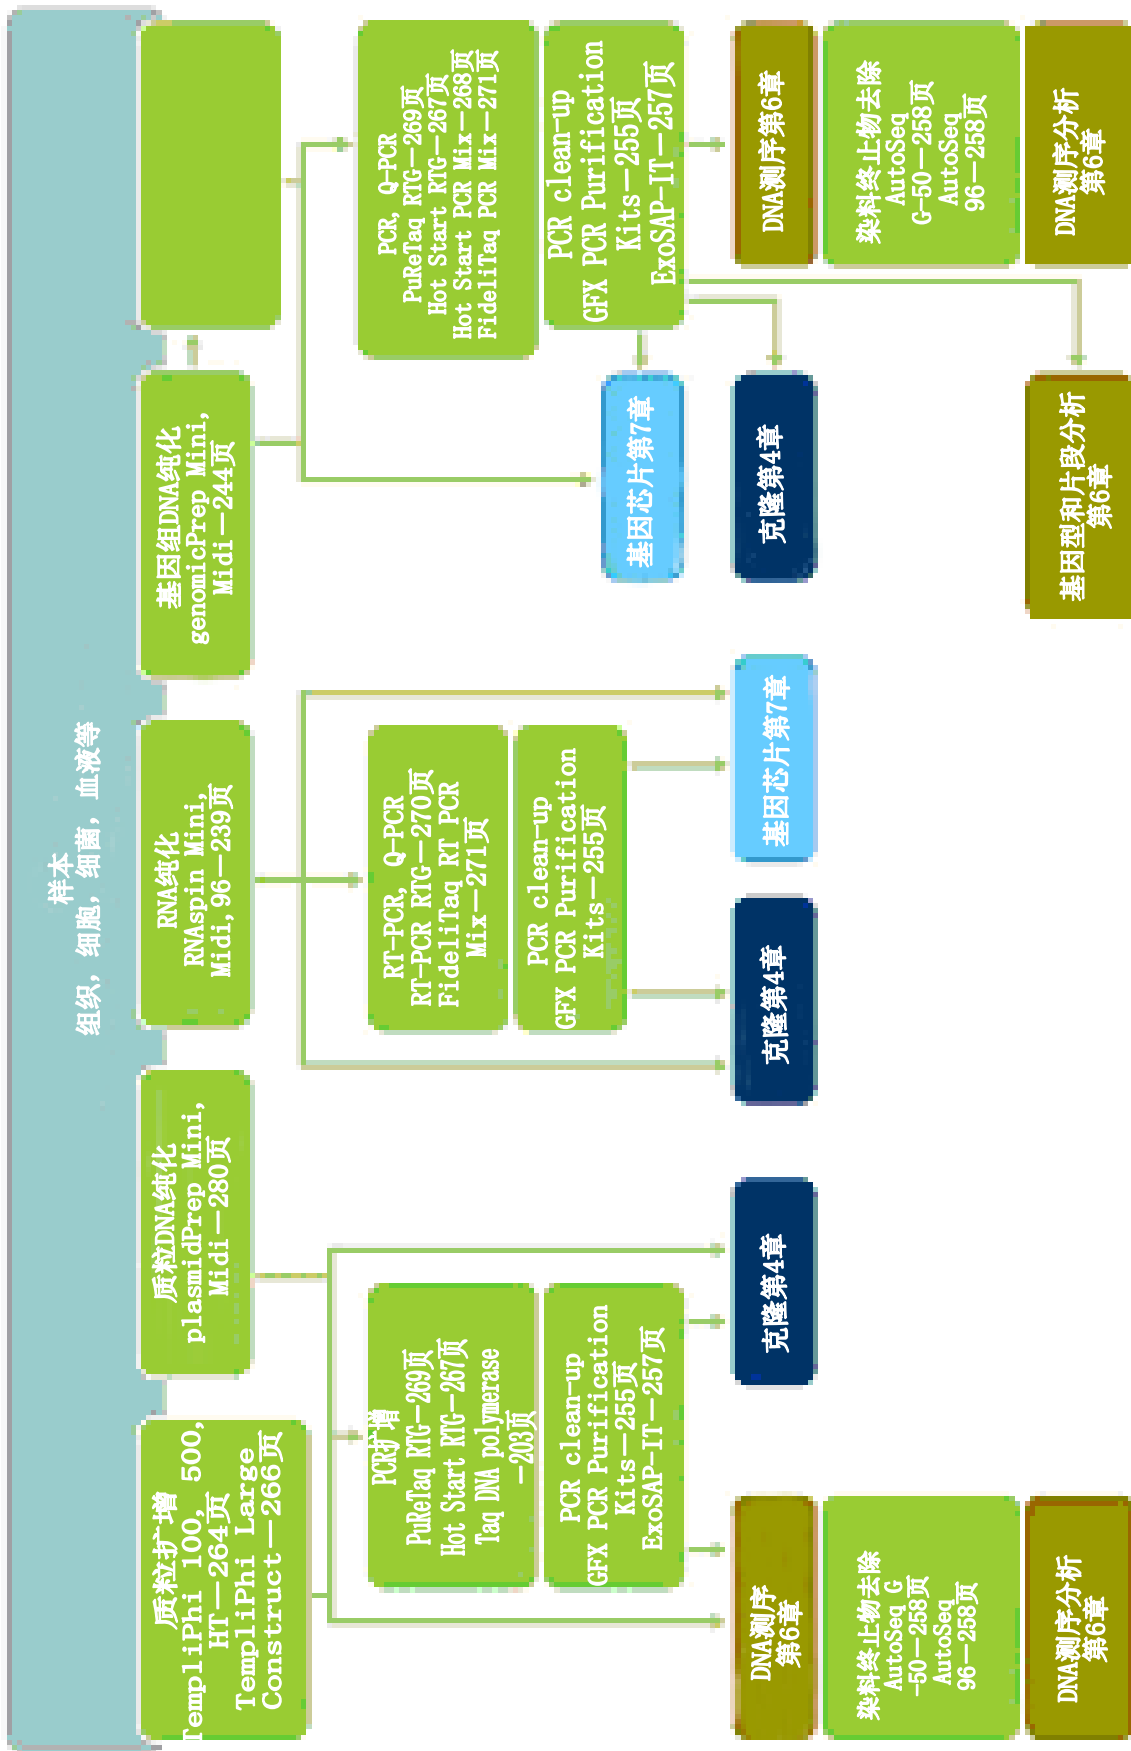 样本
组织, 细胞, 细菌, 血液等
质粒扩增
TempliPhi 100, 500,
HT—264页
TempliPhi Large
Construct—266页
质粒DNA纯化
plasmidPrep Mini,
Midi—280页
RNA纯化
RNAspin Mini,
Midi,96—239页
基因组DNA纯化
genomicPrep Mini,
Midi—244页
PCR扩增
PuReTaq RTG—269页
Hot Start RTG—267页
Taq DNA polymerase
—203页
RT-PCR, Q-PCR
RT-PCR RTG—270页
FideliTaq RT PCR
Mix—271页
PCR, Q-PCR
PuReTaq RTG—269页
Hot Start RTG—267页
Hot Start PCR Mix—268页
FideliTaq PCR Mix—271页
PCR clean-up
GFX PCR Purification
Kits—255页
ExoSAP-IT—257页
PCR clean-up
GFX PCR Purification
Kits—255页
PCR clean-up
GFX PCR Purification
Kits—255页
ExoSAP-IT—257页
基因芯片第7章
DNA测序
第6章
克隆第4章
克隆第4章
基因芯片第7章
克隆第4章
DNA测序第6章
染料终止物去除
AutoSeq G
-50—258页
AutoSeq
96—258页
染料终止物去除
AutoSeq
G-50—258页
AutoSeq
96—258页
DNA测序分析
第6章
基因型和片段分析
第6章
DNA测序分析
第6章